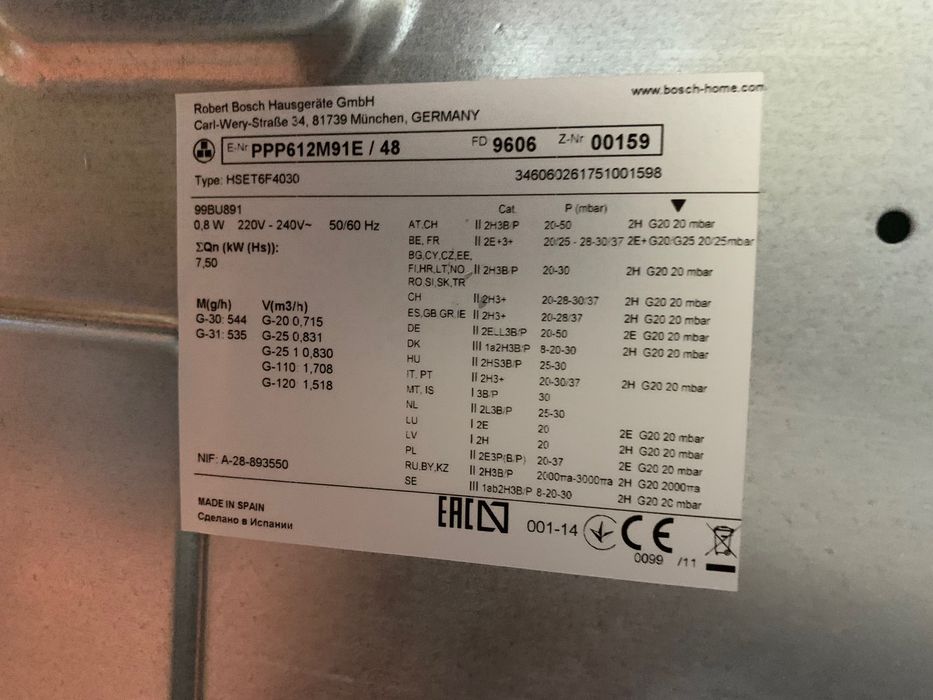 www.bosch-home.com
Robert Bosch Hausgeräte GmbH
Carl-Wery-Straße 34, 81739 München, GERMANY
E-Nr PPP612M91E / 48 FD 9606 Z-Nr 00159
Type: HSET6F4030 346060261751001598
99BU891 Cat. P (mbar)
0,8 W 220V - 240V~ 50/60 Hz AT,CH II 2H3B/P 20-50 2H G20 20 mbar
ΣQn (kW (Hs)): BE, FR II 2E+3+ 20/25 - 28-30/37 2E+G20/G25 20/25mbar
7,50 BG,CY,CZ,EE,
FI,HR,LT,NO II 2H3B/P 20-30 2H G20 20 mbar
RO,SI,SK,TR
M(g/h) V(m3/h) CH II 2H3+ 20-28-30/37 2H G20 20 mbar
G-30: 544 G-20 0,715 ES,GB,GR,IE II 2H3+ 20-28/37 2H G20 20 mbar
G-31: 535 G-25 0,831 DE II 2ELL3B/P 20-50 2E G20 20 mbar
G-25 1 0,830 DK III 1a2H3B/P 8-20-30 2H G20 20 mbar
G-110: 1,708 HU II 2HS3B/P 25-30
G-120: 1,518 IT, PT II 2H3+ 20-30/37 2H G20 20 mbar
MT, IS I 3B/P 30
NL II 2L3B/P 25-30
LU I 2E 20 2E G20 20 mbar
LV I 2H 20 2H G20 20 mbar
PL II 2E3P(B/P) 20-37 2E G20 20 mbar
NIF: A-28-893550 RU,BY,KZ II 2H3B/P 2000пa-3000пa 2H G20 2000пa
SE III 1ab2H3B/P 8-20-30 2H G20 20 mbar
MADE IN SPAIN
Сделано в Испании
EAC 001-14 CE
0099 /11